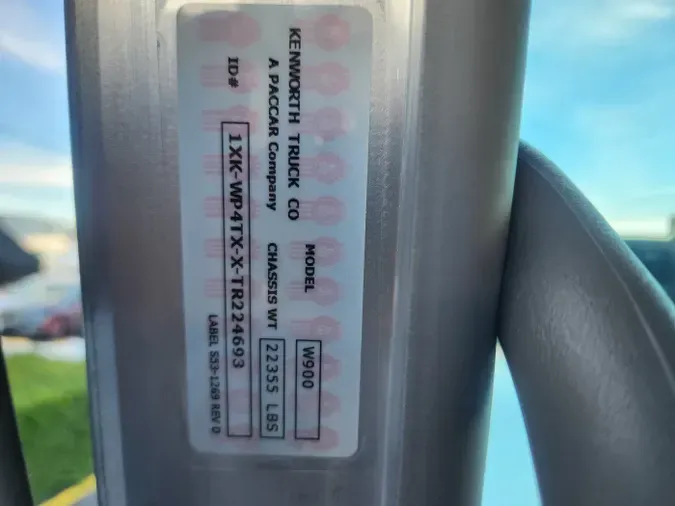 KENWORTH TRUCK CO MODEL W900
A PACCAR Company CHASSIS WT 22355 LBS
ID# 1XK-WP4TX-X-TR224693
LABEL S53-1269 REV D